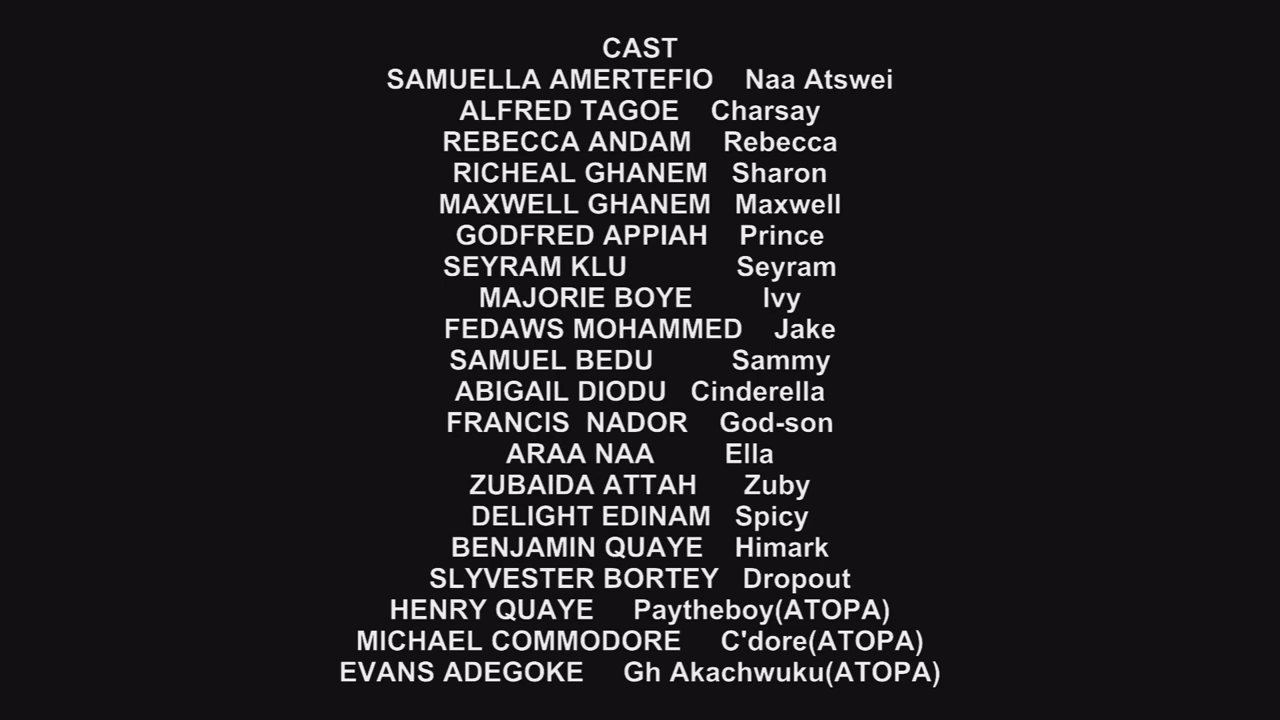 CAST
SAMUELLA AMERTEFIO Naa Atswei
ALFRED TAGOE Charsay
REBECCA ANDAM Rebecca
RICHEAL GHANEM Sharon
MAXWELL GHANEM Maxwell
GODFRED APPIAH Prince
SEYRAM KLU Seyram
MAJORIE BOYE Ivy
FEDAWS MOHAMMED Jake
SAMUEL BEDU Sammy
ABIGAIL DIODU Cinderella
FRANCIS NADOR God-son
ARAA NAA Ella
ZUBAIDA ATTAH Zuby
DELIGHT EDINAM Spicy
BENJAMIN QUAYE Himark
SLYVESTER BORTEY Dropout
HENRY QUAYE Paytheboy(ATOPA)
MICHAEL COMMODORE C'dore(ATOPA)
EVANS ADEGOKE Gh Akachwuku(ATOPA)